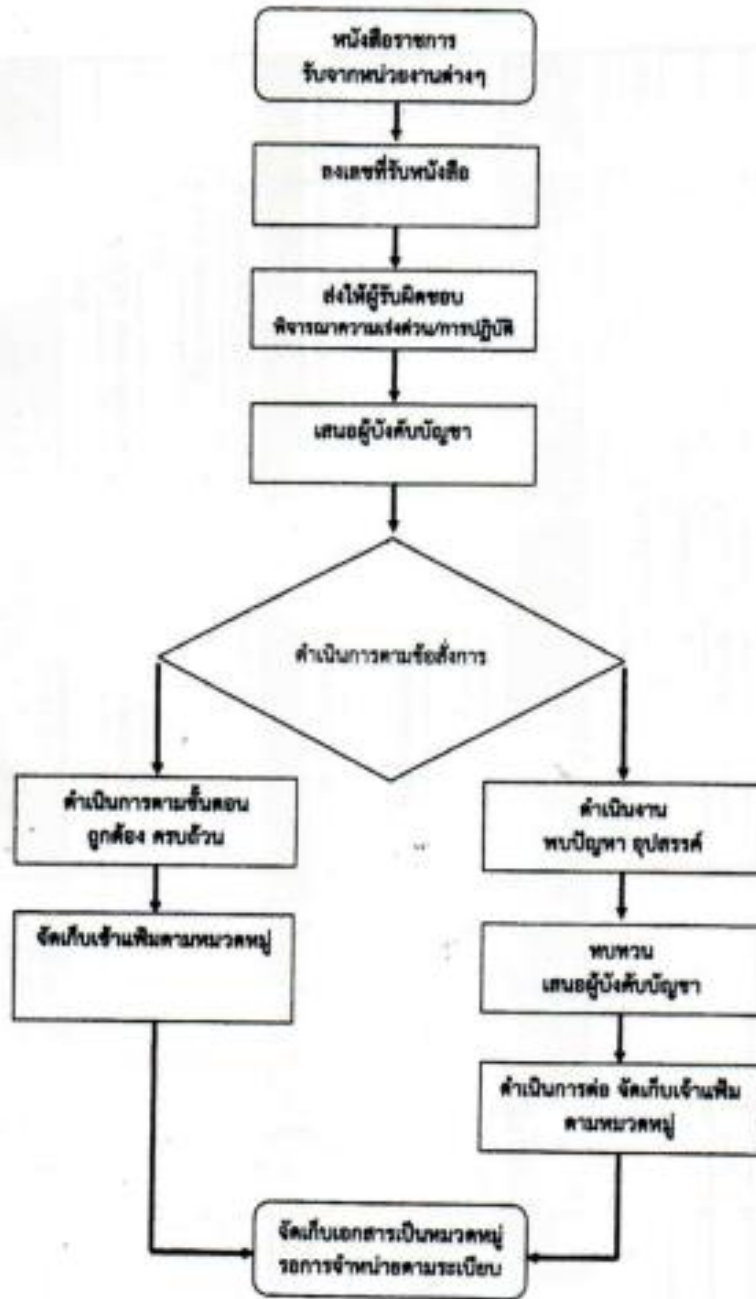 หนังสือราชการ
รับจากหน่วยงานต่างๆ
ลงเลขที่รับหนังสือ
ส่งให้ผู้รับผิดชอบ
พิจารณาความเร่งด่วน/การปฏิบัติ
เสนอผู้บังคับบัญชา
ดำเนินการตามข้อสั่งการ
ดำเนินการตามขั้นตอน
ถูกต้อง ครบถ้วน
จัดเก็บเข้าแฟ้มตามหมวดหมู่
ดำเนินงาน
พบปัญหา อุปสรรค์
ทบทวน
เสนอผู้บังคับบัญชา
ดำเนินการต่อ จัดเก็บเจ้าแฟ้ม
ตามหมวดหมู่
จัดเก็บเอกสารเป็นหมวดหมู่
รอการจำหน่ายตามระเบียบ